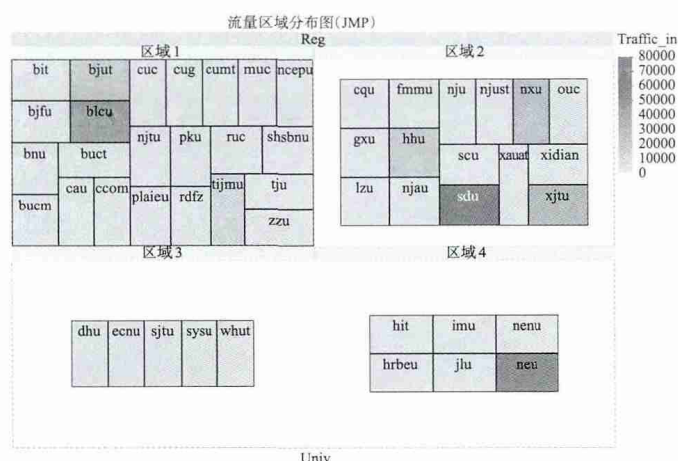 流量区域分布图(JMP)
Reg
Traffic_in
80000
70000
60000
50000
40000
30000
20000
10000
0
区域1
bit bjut cuc cug cumt muc ncepu
bjfu blcu
njtu pku ruc shsbnu
bnu buct
cau ccom plaieu rdfz tijmu tju
bucm
zzu
区域2
cqu fmmu nju njust nxu ouc
gxu hhu
scu xauat xidian
lzu njau sdu xjtu
区域3
dhu ecnu sjtu sysu whut
区域4
hit imu nenu
hrbeu jlu neu
Univ